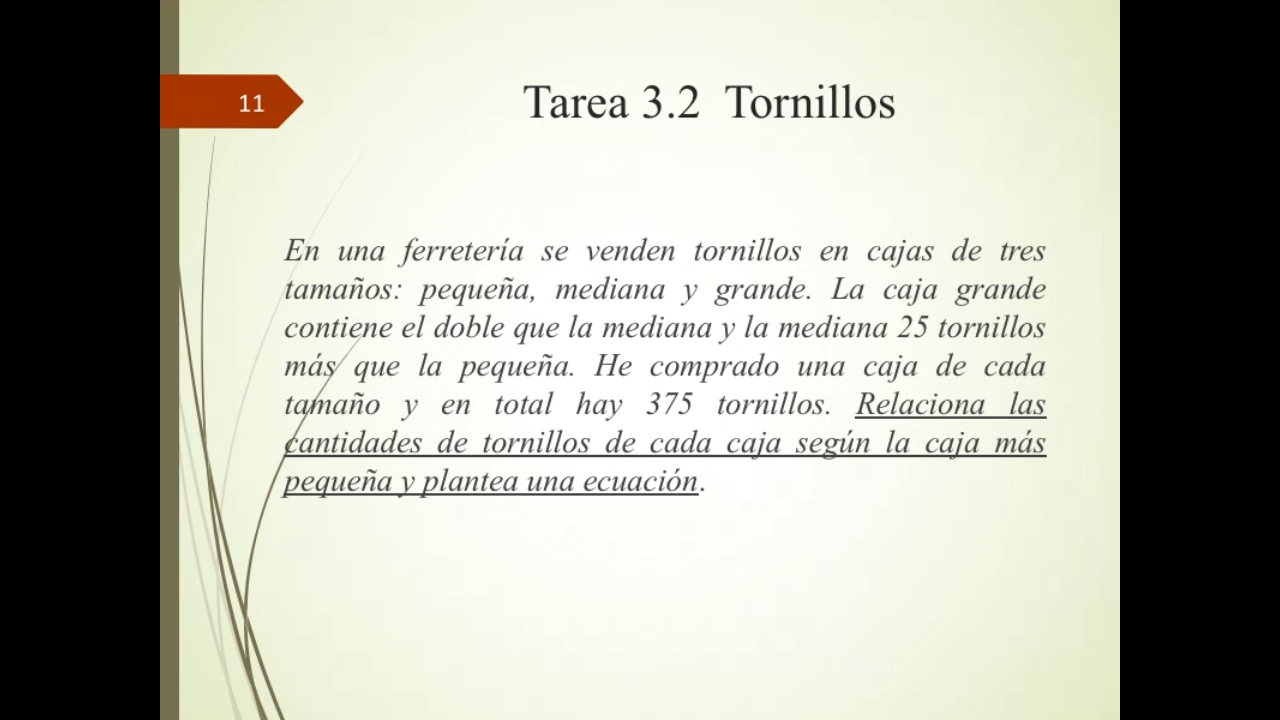 11
Tarea 3.2 Tornillos
En una ferretería se venden tornillos en cajas de tres
tamaños: pequeña, mediana y grande. La caja grande
contiene el doble que la mediana y la mediana 25 tornillos
más que la pequeña. He comprado una caja de cada
tamaño y en total hay 375 tornillos. Relaciona las
cantidades de tornillos de cada caja según la caja más
pequeña y plantea una ecuación.